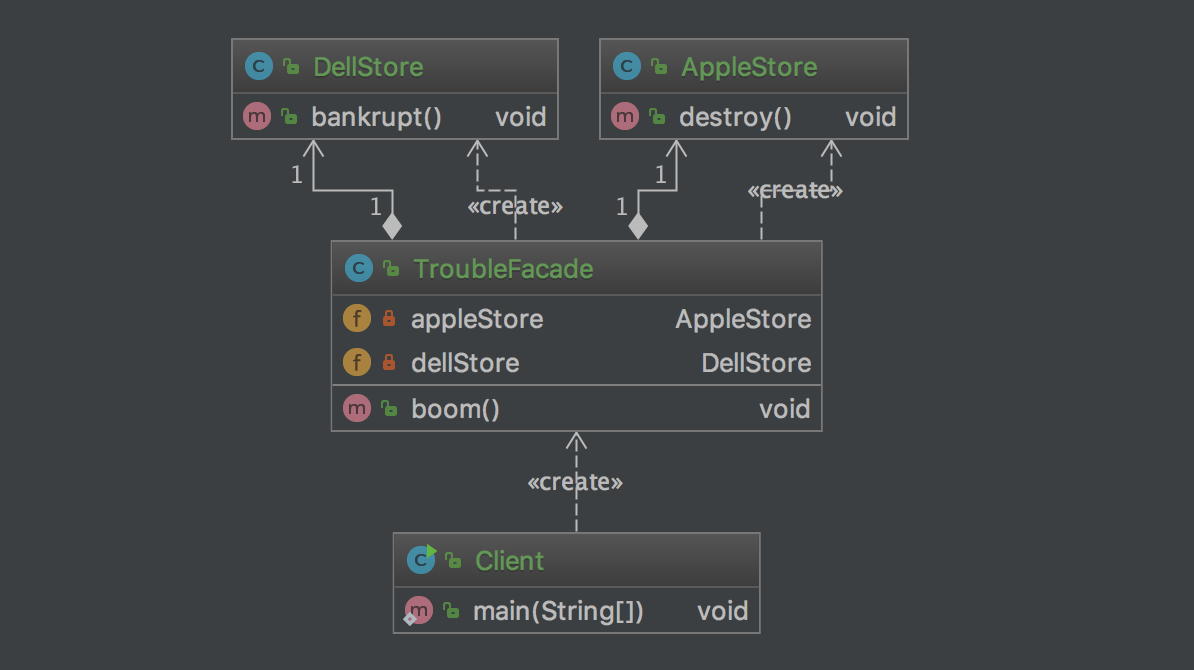 DellStore
bankrupt() void
AppleStore
destroy() void
1
1
«create»
1
1
«create»
TroubleFacade
appleStore AppleStore
dellStore DellStore
boom() void
«create»
Client
main(String[]) void